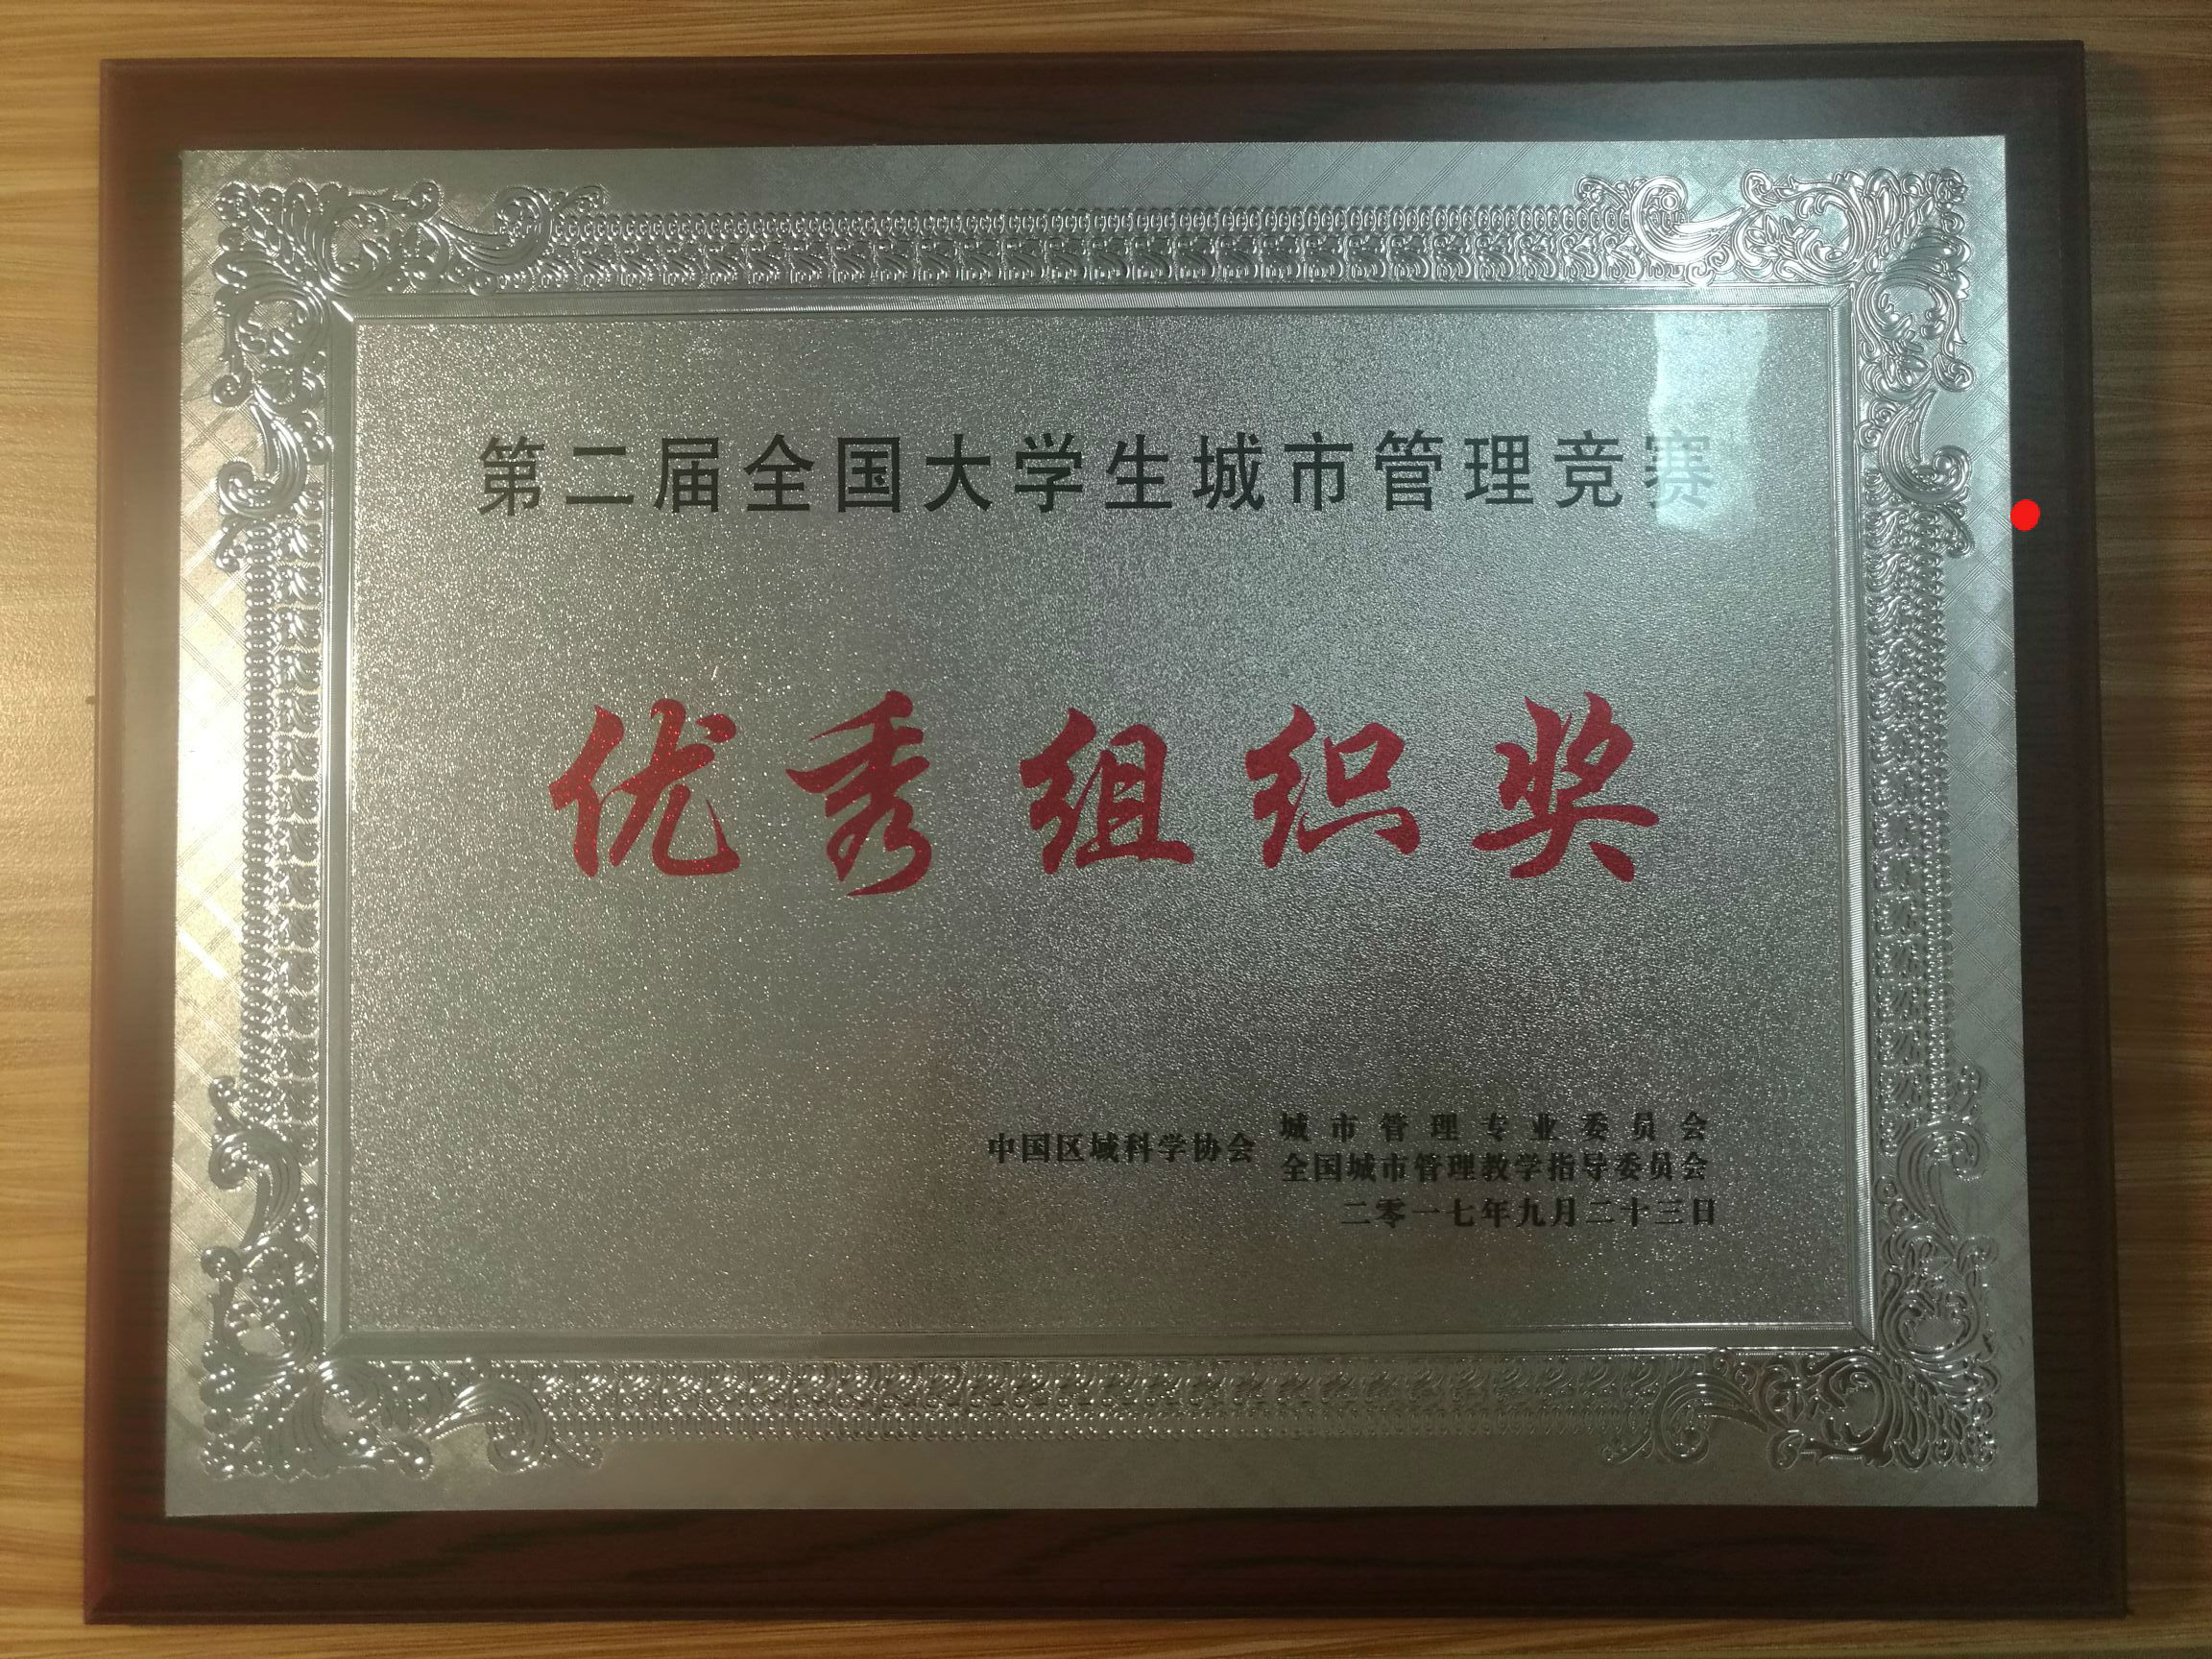 第二届全国大学生城市管理竞赛
优秀组织奖
中国区域科学协会
城市管理专业委员会
全国城市管理教学指导委员会
二零一七年九月二十三日